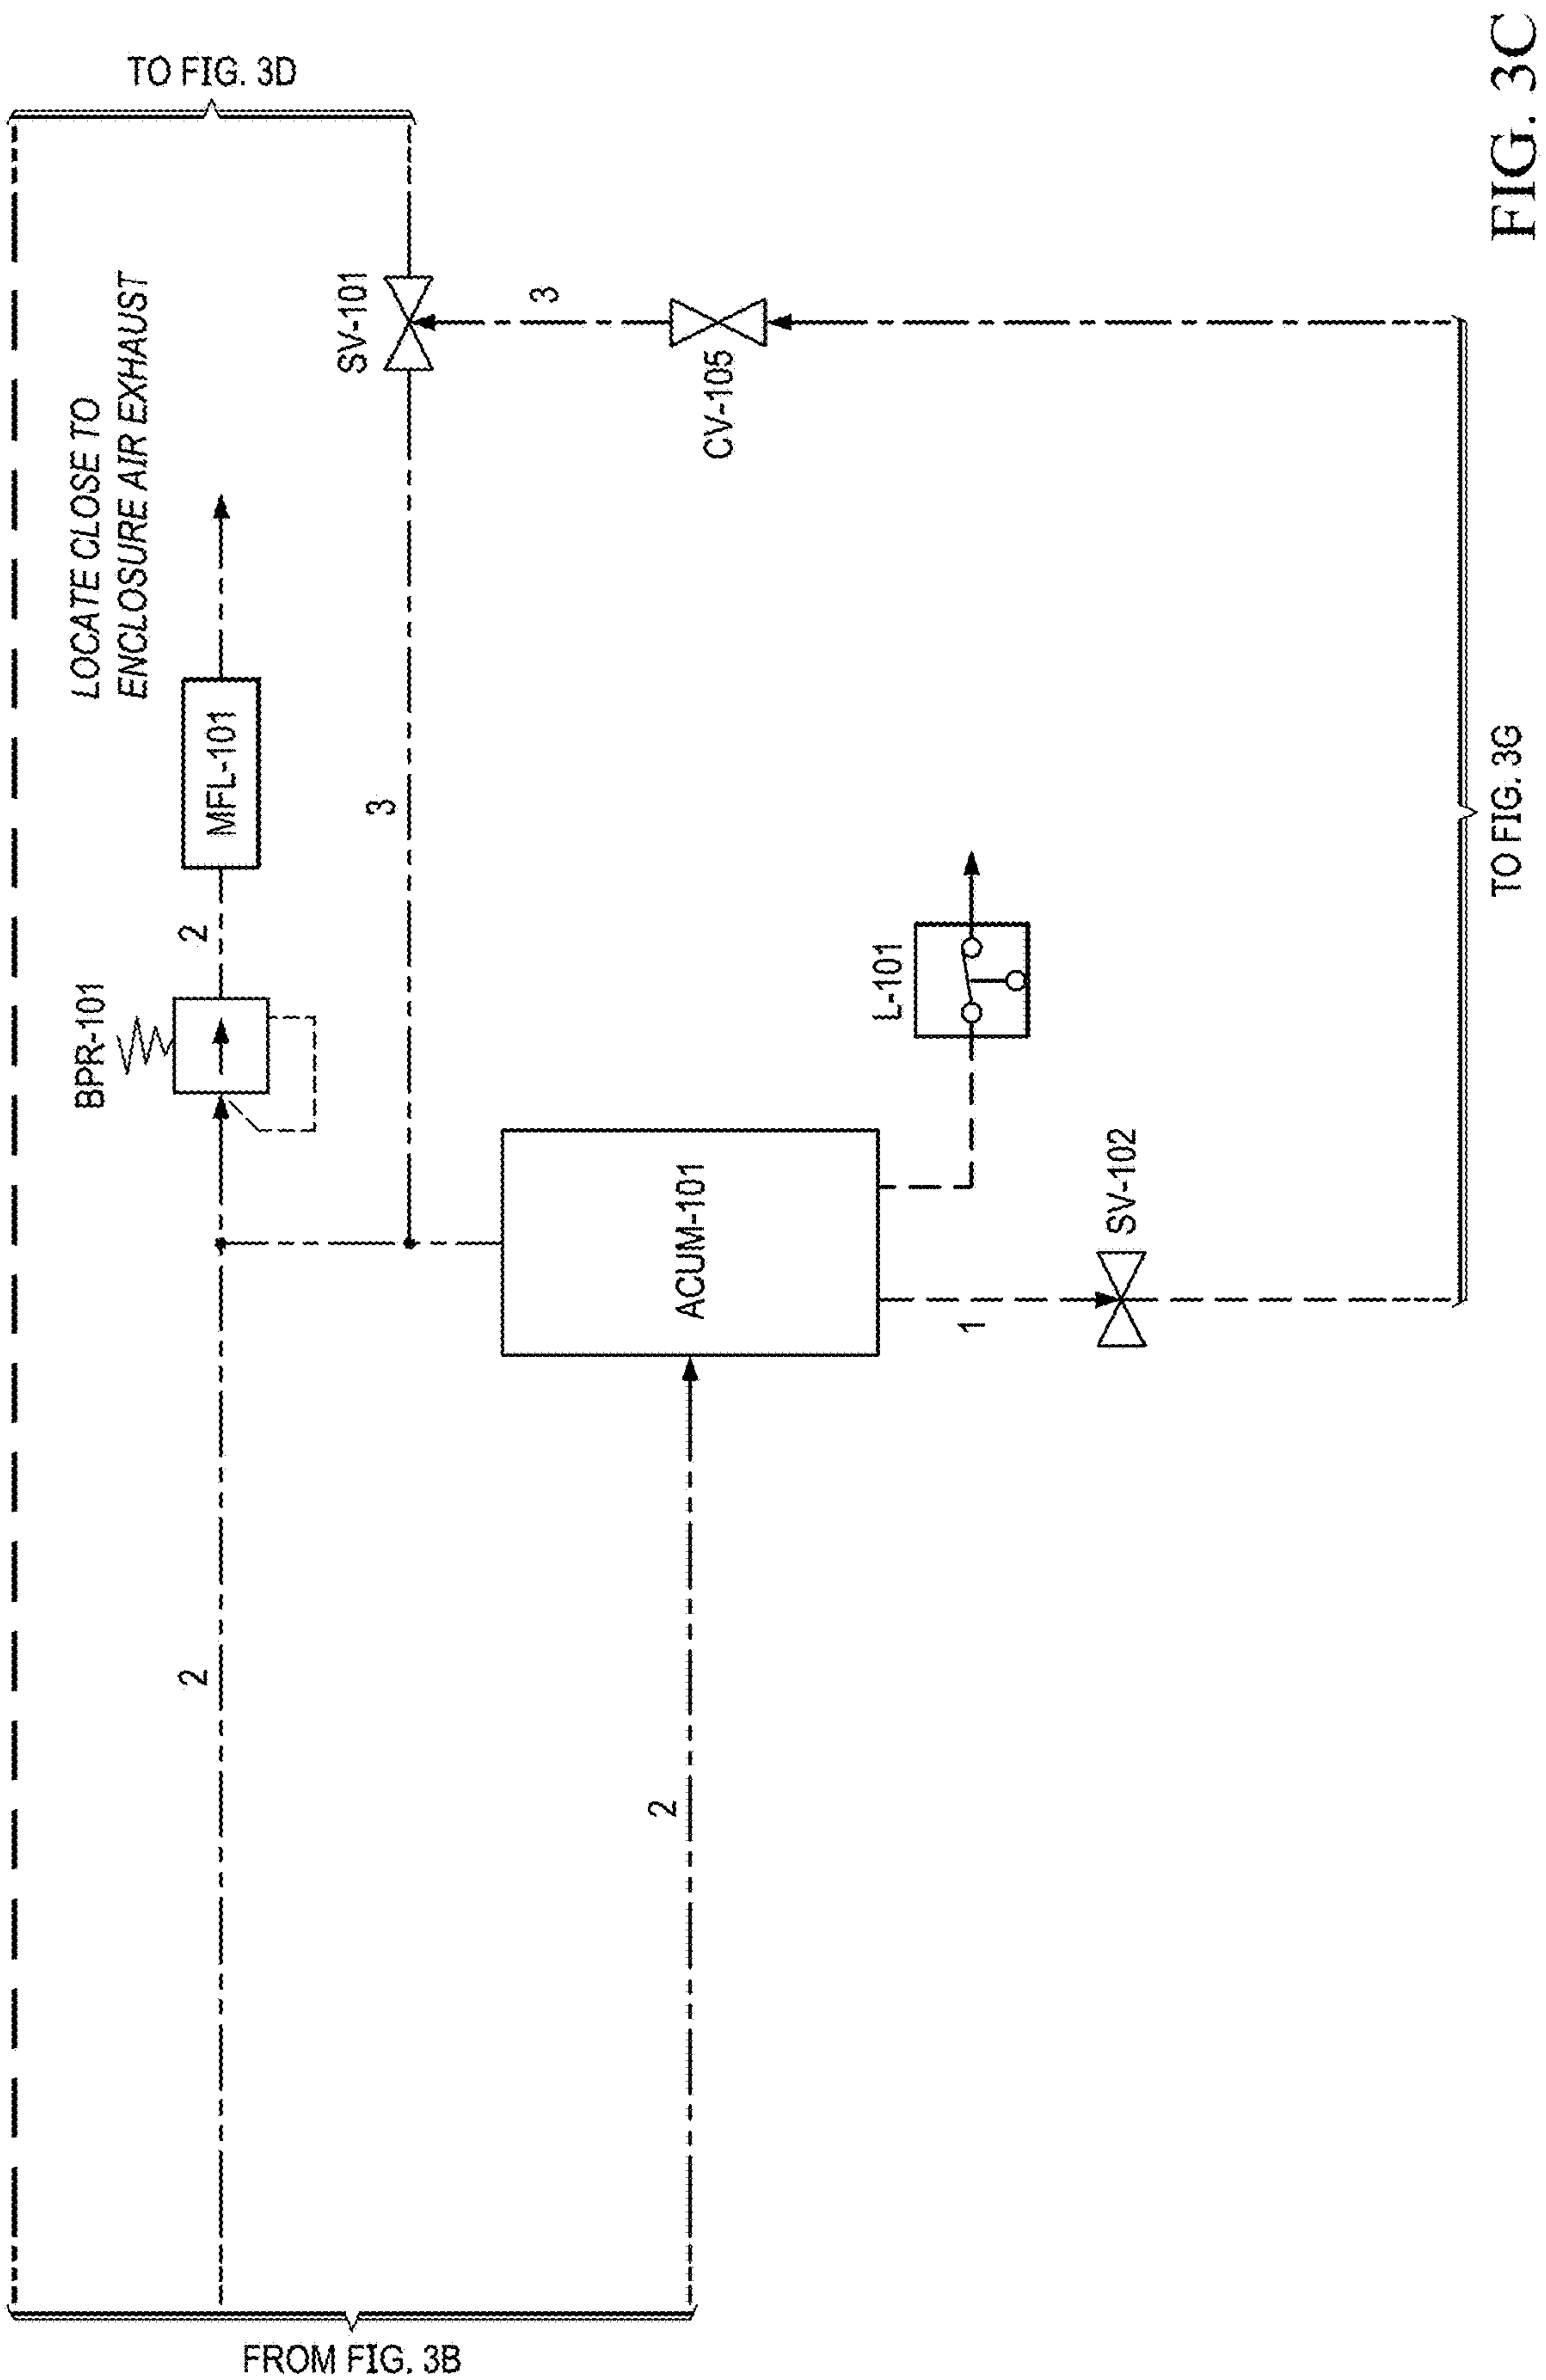 TO FIG. 3D
LOCATE CLOSE TO
ENCLOSURE AIR EXHAUST
BPR-101
2
MFL-101
2
3
SV-101
3
CV-105
ACUM-101
2
L-101
1
SV-102
FROM FIG. 3B
TO FIG. 3G
FIG. 3C